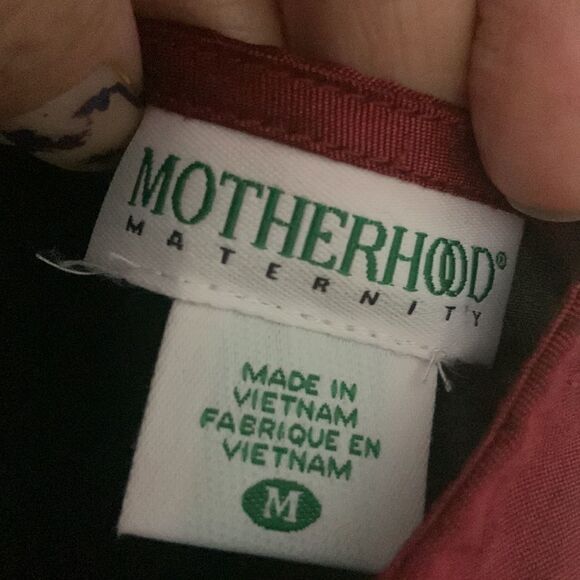 MOTHERHOOD®
MATERNITY
MADE IN
VIETNAM
FABRIQUE EN
VIETNAM
M